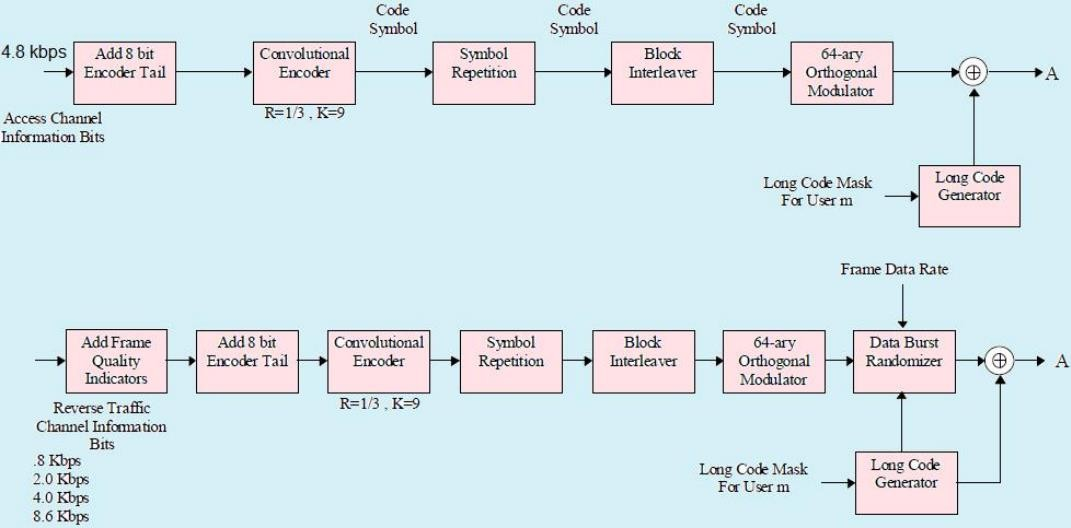 Code
Symbol
Code
Symbol
Code
Symbol
4.8 kbps
Add 8 bit
Encoder Tail
Convolutional
Encoder
Symbol
Repetition
Block
Interleaver
64-ary
Orthogonal
Modulator
A
R=1/3 , K=9
Access Channel
Information Bits
Long Code Mask
For User m
Long Code
Generator
Frame Data Rate
Add Frame
Quality
Indicators
Add 8 bit
Encoder Tail
Convolutional
Encoder
Symbol
Repetition
Block
Interleaver
64-ary
Orthogonal
Modulator
Data Burst
Randomizer
A
R=1/3 , K=9
Reverse Traffic
Channel Information
Bits
.8 Kbps
2.0 Kbps
4.0 Kbps
8.6 Kbps
Long Code Mask
For User m
Long Code
Generator